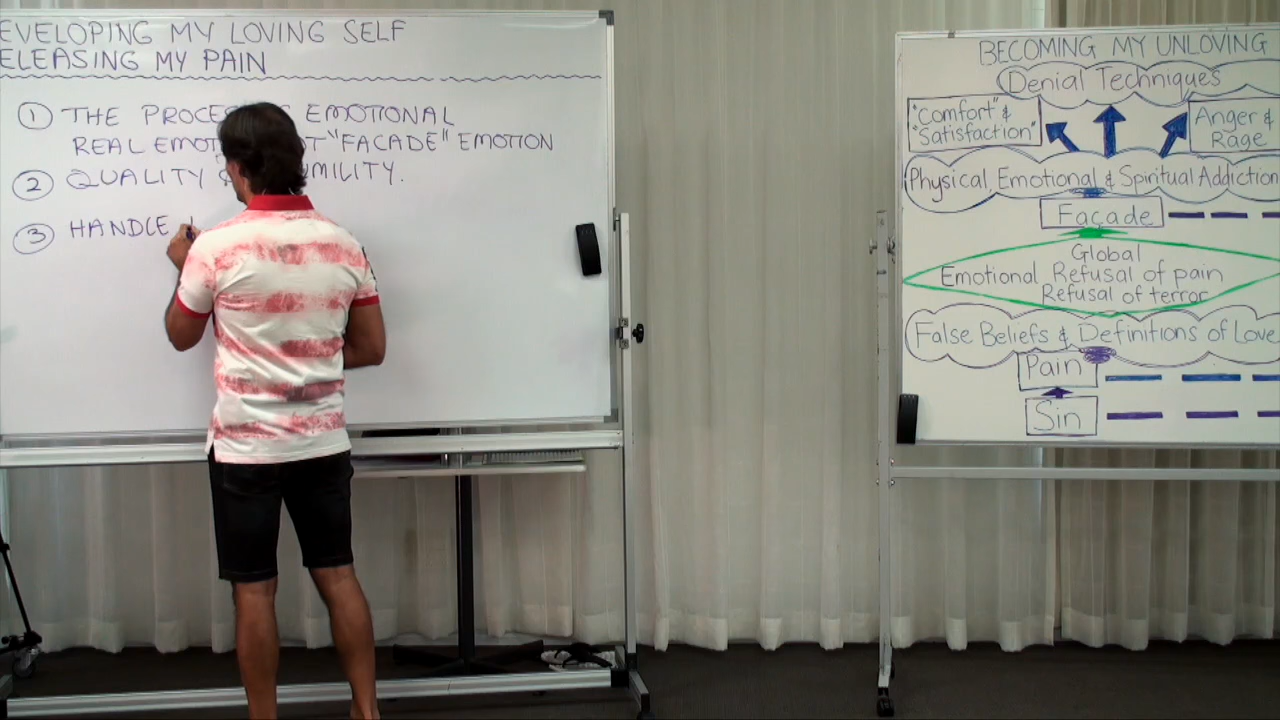 EVELOPING MY LOVING SELF
ELEASING MY PAIN
1 THE PROCE EMOTIONAL
REAL EMOT "FAÇADE" EMOTION
2 QUALITY MILITY.
3 HANDLE
BECOMING MY UNLOVING
Denial Techniques
"Comfort" &
"Satisfaction"
Anger &
Rage
Physical, Emotional & Spiritual Addiction
Façade
Global
Emotional Refusal of pain
Refusal of terror
False Beliefs & Definitions of Love
Pain
Sin